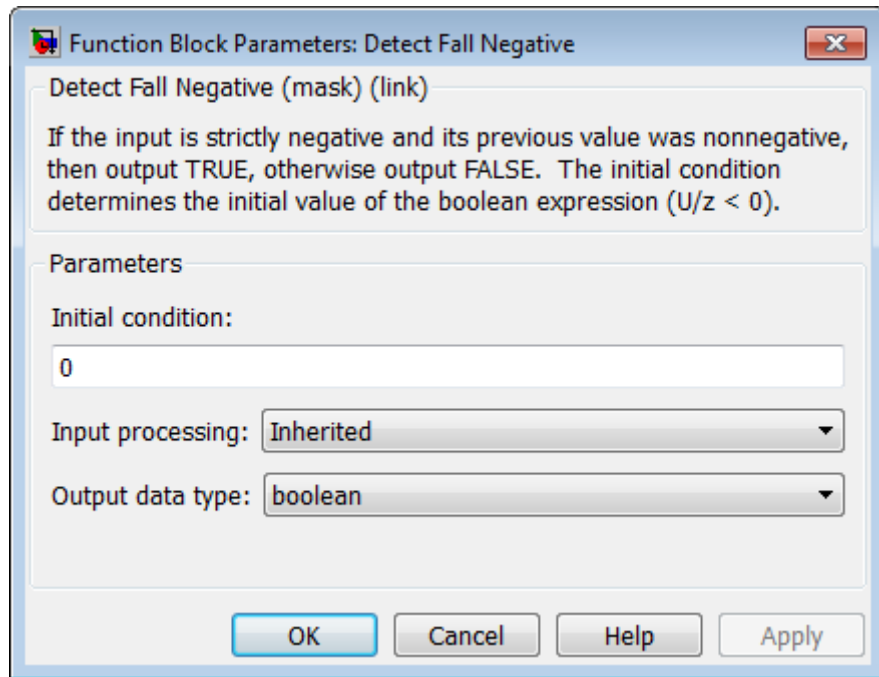 Function Block Parameters: Detect Fall Negative
Detect Fall Negative (mask) (link)
If the input is strictly negative and its previous value was nonnegative,
then output TRUE, otherwise output FALSE.  The initial condition
determines the initial value of the boolean expression (U/z < 0).
Parameters
Initial condition:
0
Input processing: Inherited
Output data type: boolean
OK Cancel Help Apply